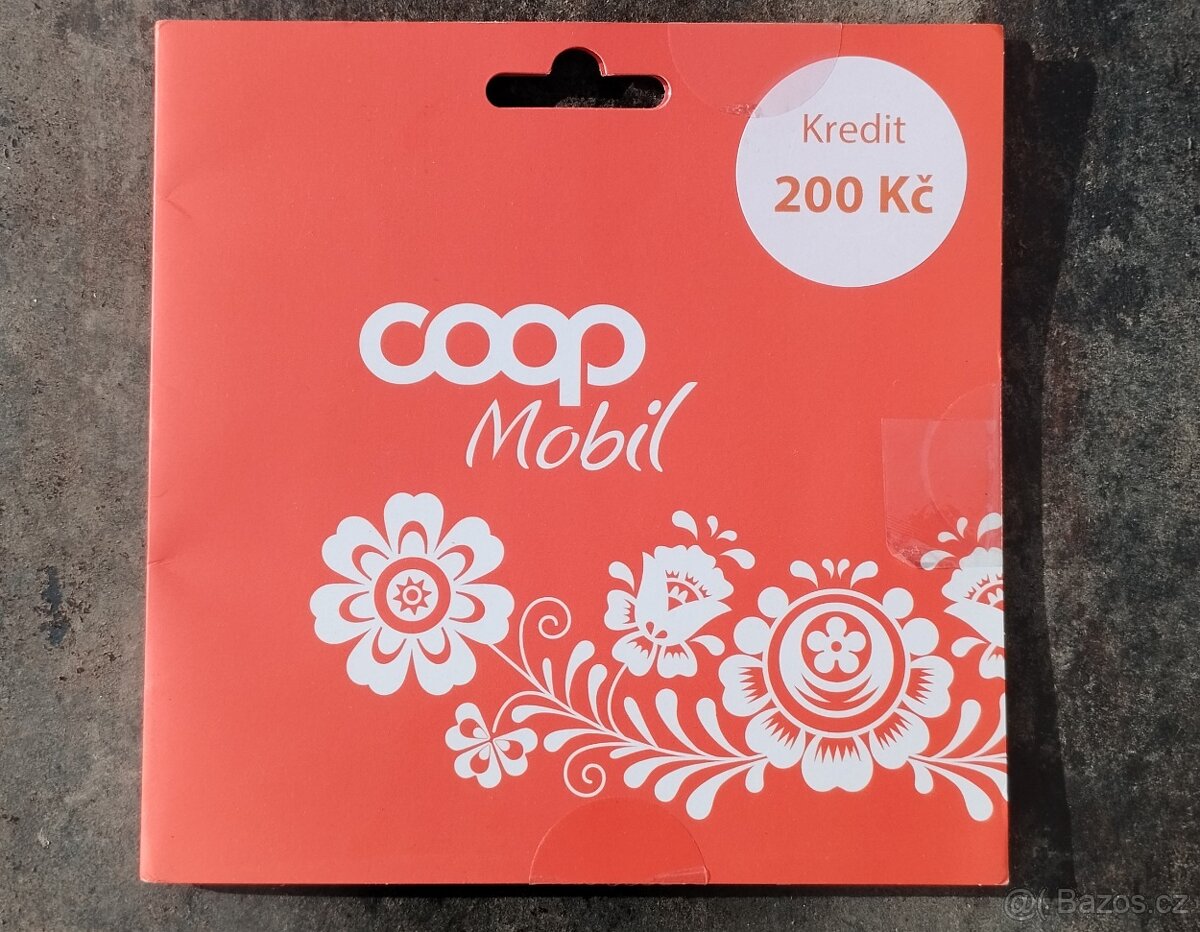 Kredit
200 Kč
coop
Mobil
@( Bazos.cz